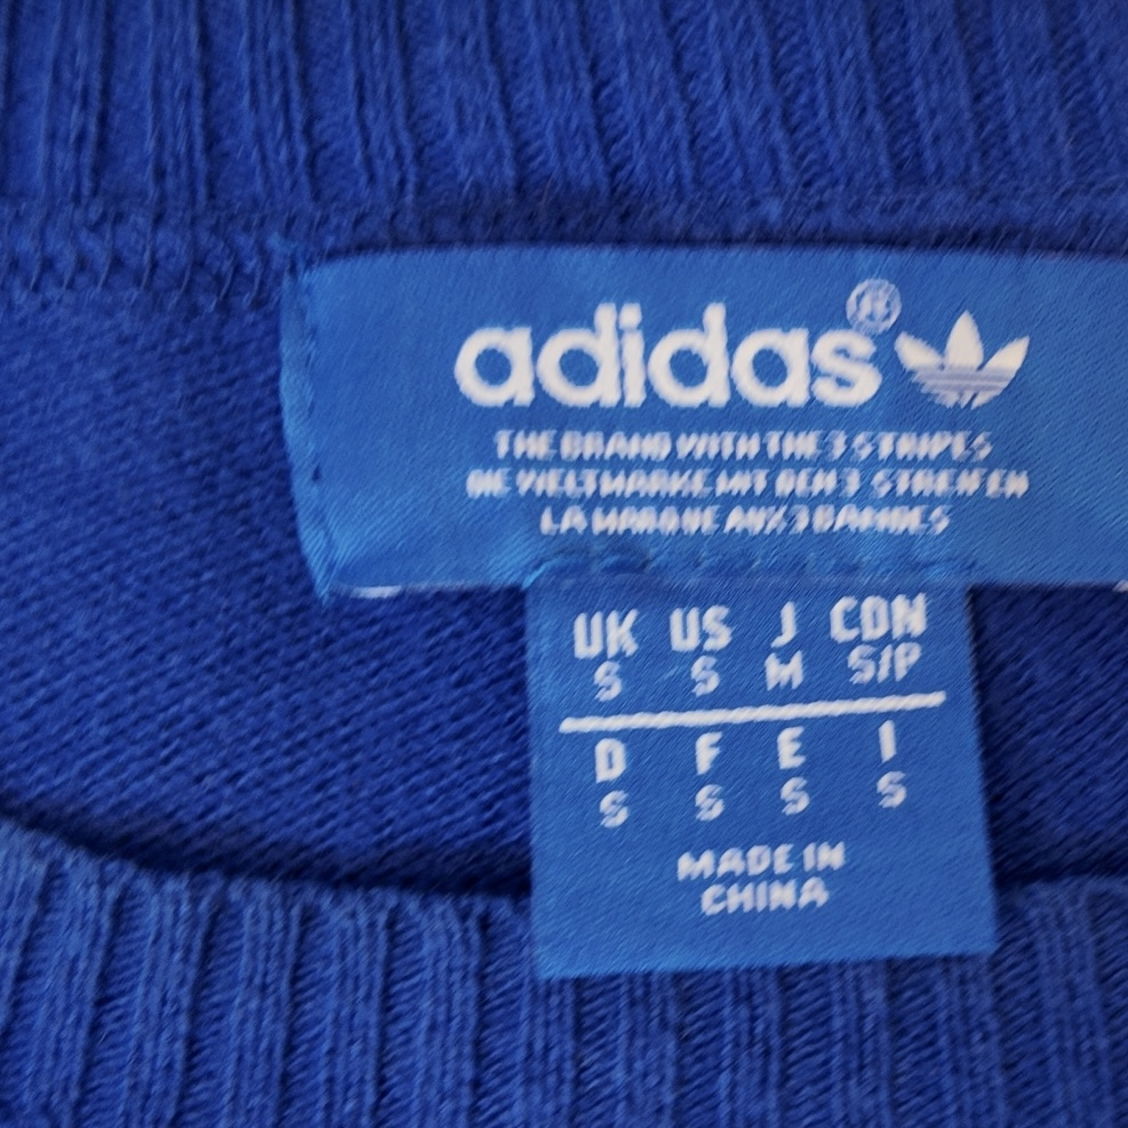 adidas®
THE BRAND WITH THE 3 STRIPES
DIE WELTMARKE MIT DEN 3 STREIFEN
LA MARQUE AUX 3 BANDES
UK US J CDN
S S M S/P
D F E I
S S S S
MADE IN
CHINA